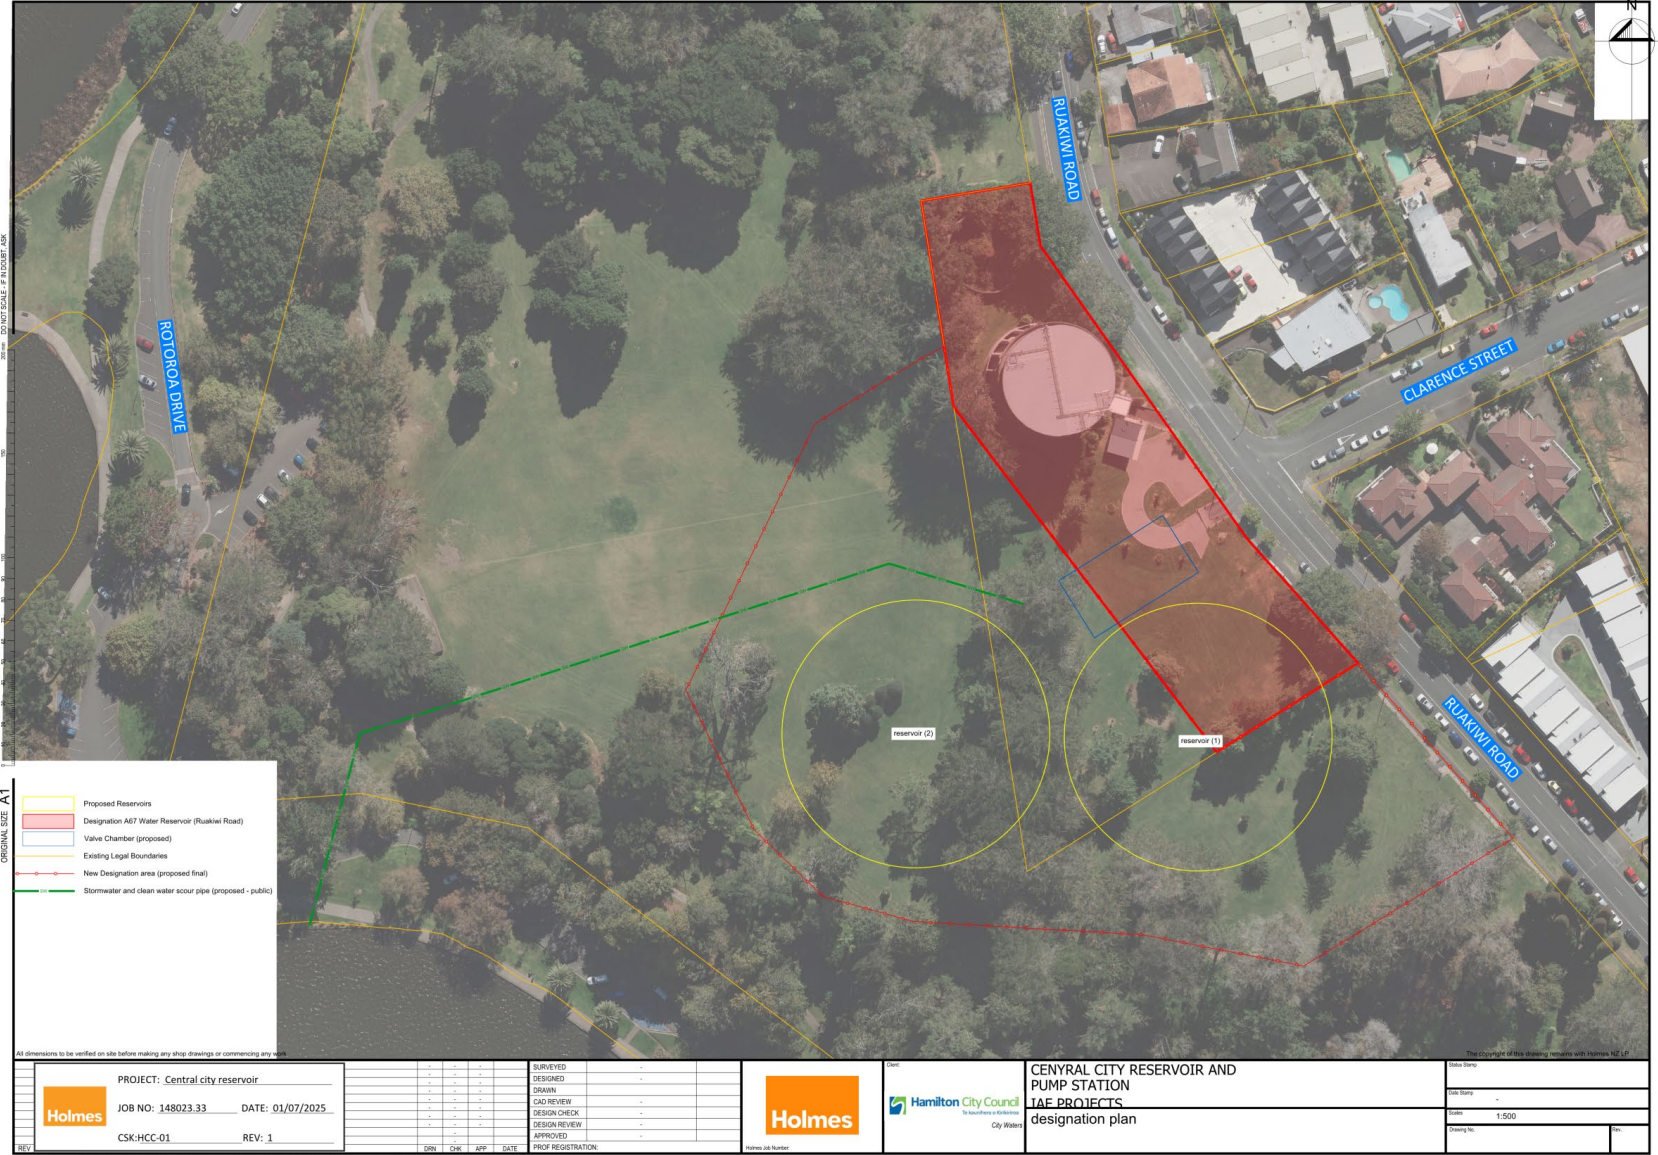 N
RUAKIWI ROAD
ROTOROA DRIVE
CLARENCE STREET
RUAKIWI ROAD
reservoir (2)
reservoir (1)
DO NOT SCALE - IF IN DOUBT, ASK
ORIGINAL SIZE A1
Proposed Reservoirs
Designation A67 Water Reservoir (Ruakiwi Road)
Valve Chamber (proposed)
Existing Legal Boundaries
New Designation area (proposed final)
Stormwater and clean water scour pipe (proposed - public)
All dimensions to be verified on site before making any shop drawings or commencing any work
The copyright of this drawing remains with Holmes NZ LP
Holmes
PROJECT: Central city reservoir
JOB NO: 148023.33 DATE: 01/07/2025
CSK:HCC-01 REV: 1
REV
DRN CHK APP DATE
SURVEYED -
DESIGNED -
DRAWN
CAD REVIEW -
DESIGN CHECK -
DESIGN REVIEW -
APPROVED -
PROF REGISTRATION:
Holmes
Holmes Job Number:
Client:
Hamilton City Council
Te kaunihera o Kirikiriroa
City Waters
CENYRAL CITY RESERVOIR AND
PUMP STATION
IAF PROJECTS
designation plan
Status Stamp
Date Stamp
-
Scales 1:500
Drawing No. Rev.